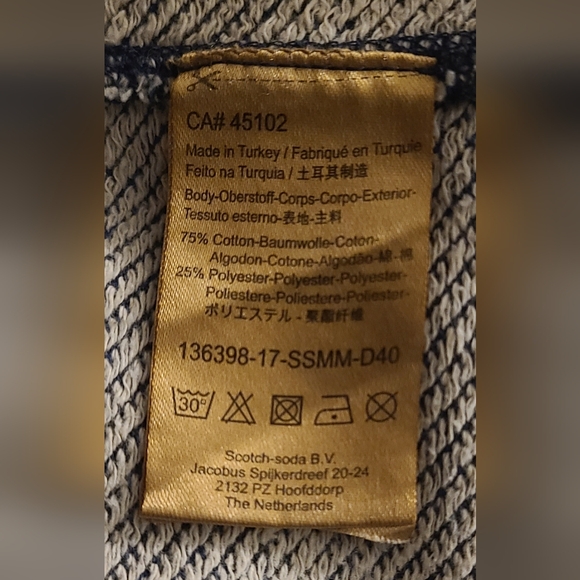 CA# 45102
Made in Turkey / Fabriqué en Turquie
Feito na Turquia / 土耳其制造
Body-Oberstoff-Corps-Corpo-Exterior-
Tessuto esterno-表地-主料
75% Cotton-Baumwolle-Coton-
Algodon-Cotone-Algodão-綿-棉
25% Polyester-Polyester-Polyester-
Poliestere-Poliestere-Poliester-
ポリエステル - 聚酯纤维
136398-17-SSMM-D40
30°
Scotch-soda B.V.
Jacobus Spijkerdreef 20-24
2132 PZ Hoofddorp
The Netherlands